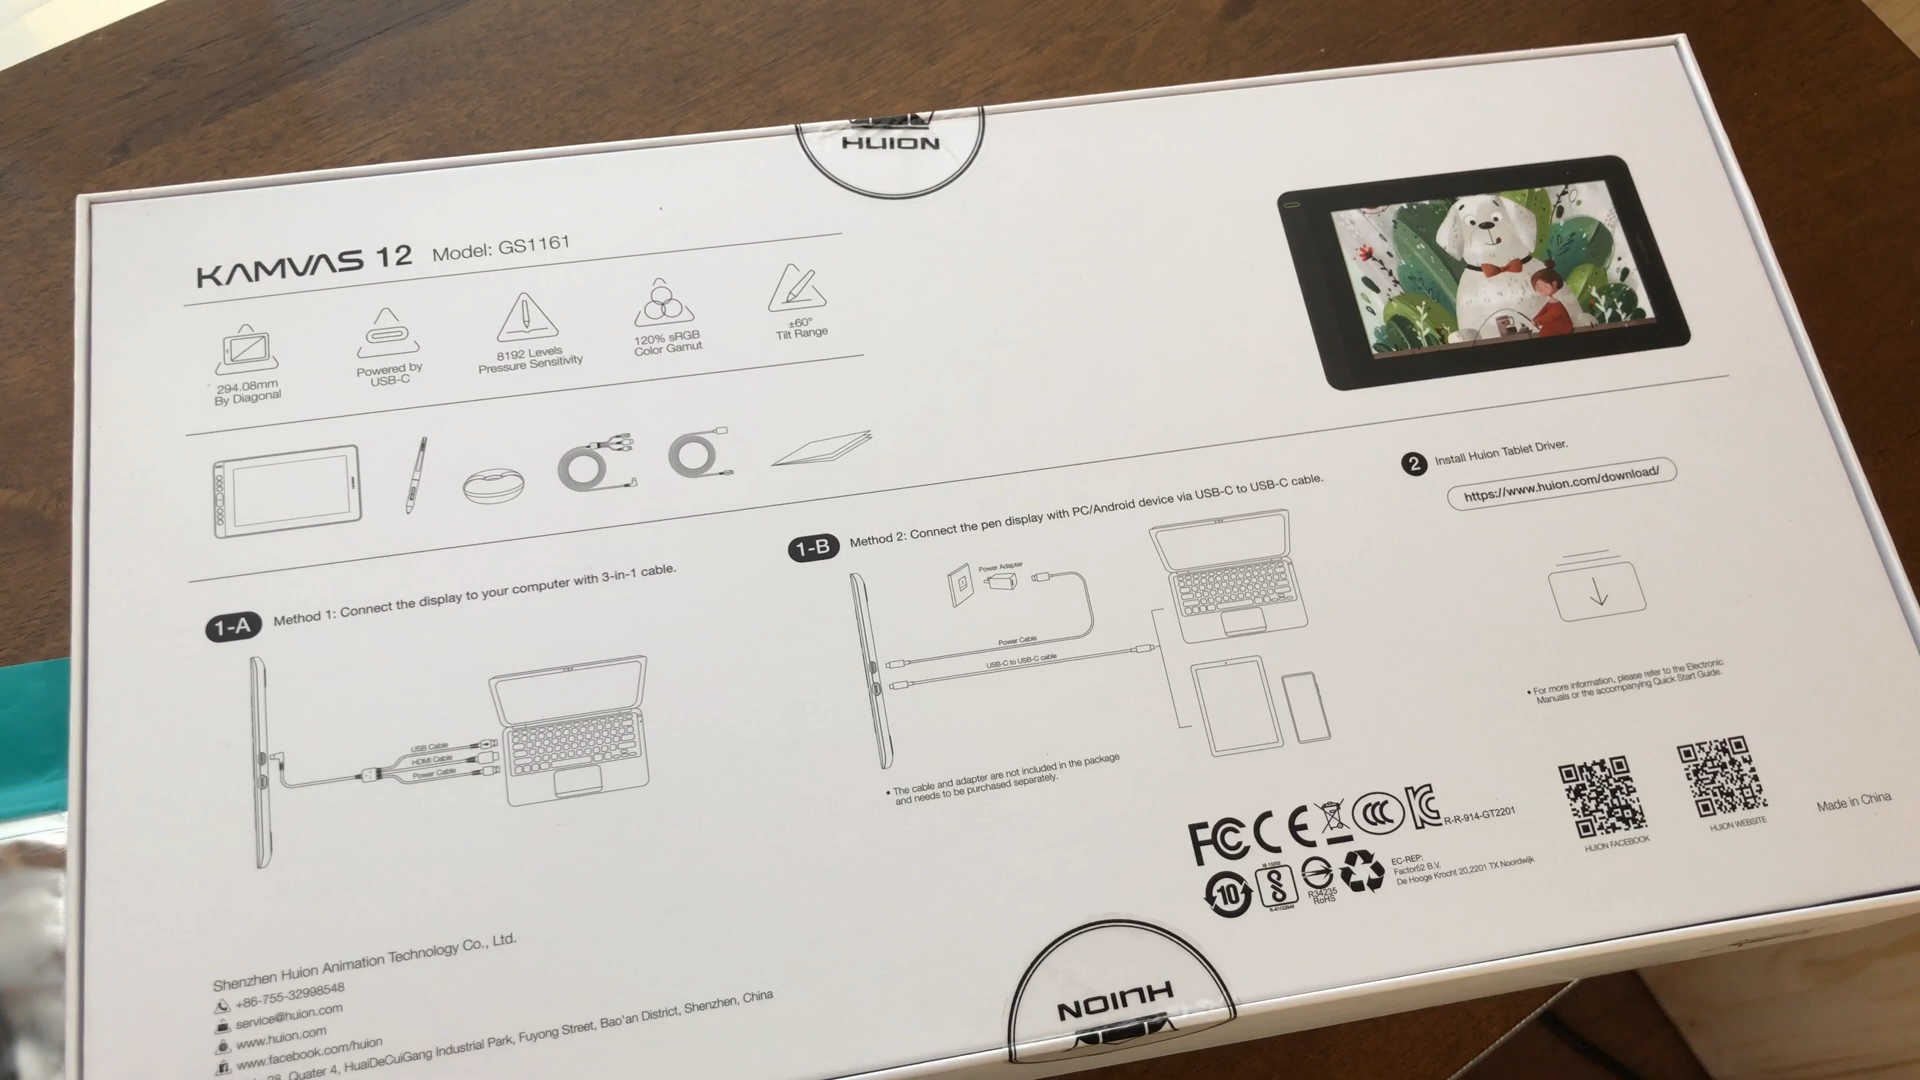 HUION
KAMVAS 12 Model: GS1161
294.08mm
By Diagonal
Powered by
USB-C
8192 Levels
Pressure Sensitivity
120% sRGB
Color Gamut
±60°
Tilt Range
1-A Method 1: Connect the display to your computer with 3-in-1 cable.
USB Cable
HDMI Cable
Power Cable
1-B Method 2: Connect the pen display with PC/Android device via USB-C to USB-C cable.
Power Adapter
Power Cable
USB-C to USB-C cable
• The cable and adapter are not included in the package
and needs to be purchased separately.
2 Install Huion Tablet Driver.
https://www.huion.com/download/
• For more information, please refer to the Electronic
Manuals or the accompanying Quick Start Guide.
HUION FACEBOOK
HUION WEBSITE
Made in China
FC CE CCC KC R-R-914-GT2201
10
R34235
RoHS
EC-REP:
Factor52 B.V.
De Hooge Krocht 20,2201 TX Noordwijk
Shenzhen Huion Animation Technology Co., Ltd.
+86-755-32998548
service@huion.com
www.huion.com
www.facebook.com/huion
28, Quater 4, HuaiDeCuiGang Industrial Park, Fuyong Street, Bao'an District, Shenzhen, China
HUION